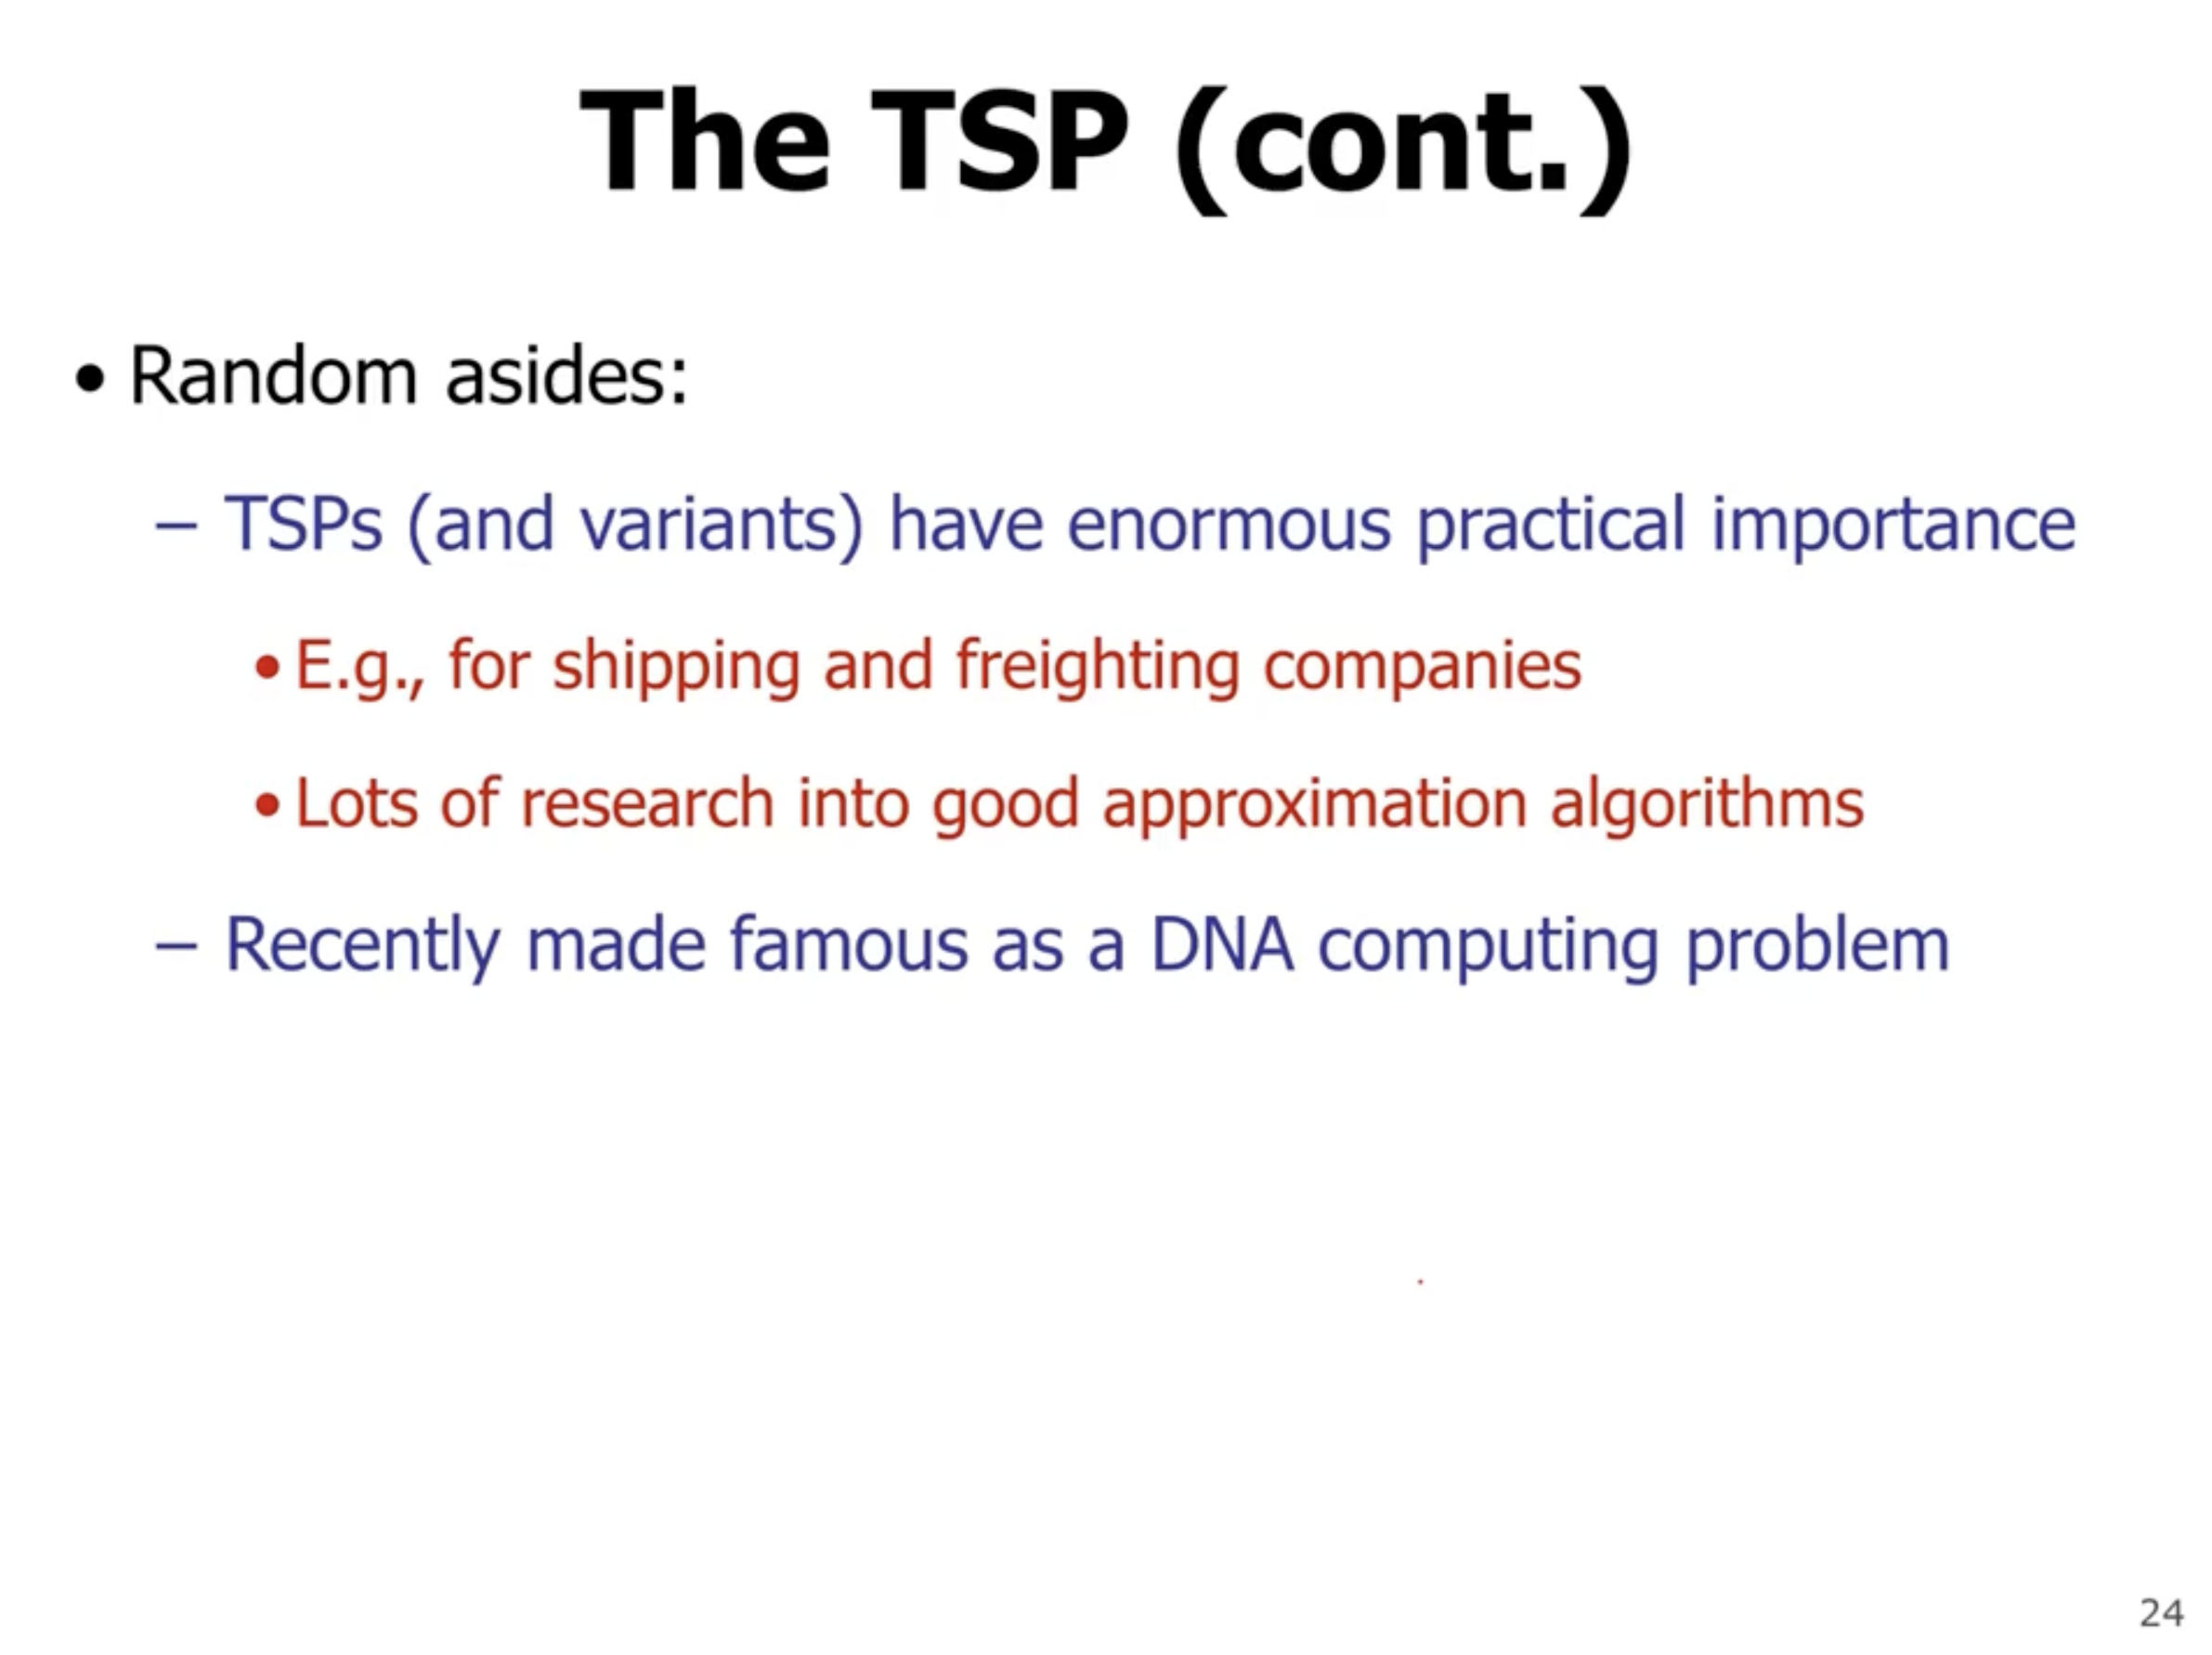 The TSP (cont.)
• Random asides:
– TSPs (and variants) have enormous practical importance
• E.g., for shipping and freighting companies
• Lots of research into good approximation algorithms
– Recently made famous as a DNA computing problem
24